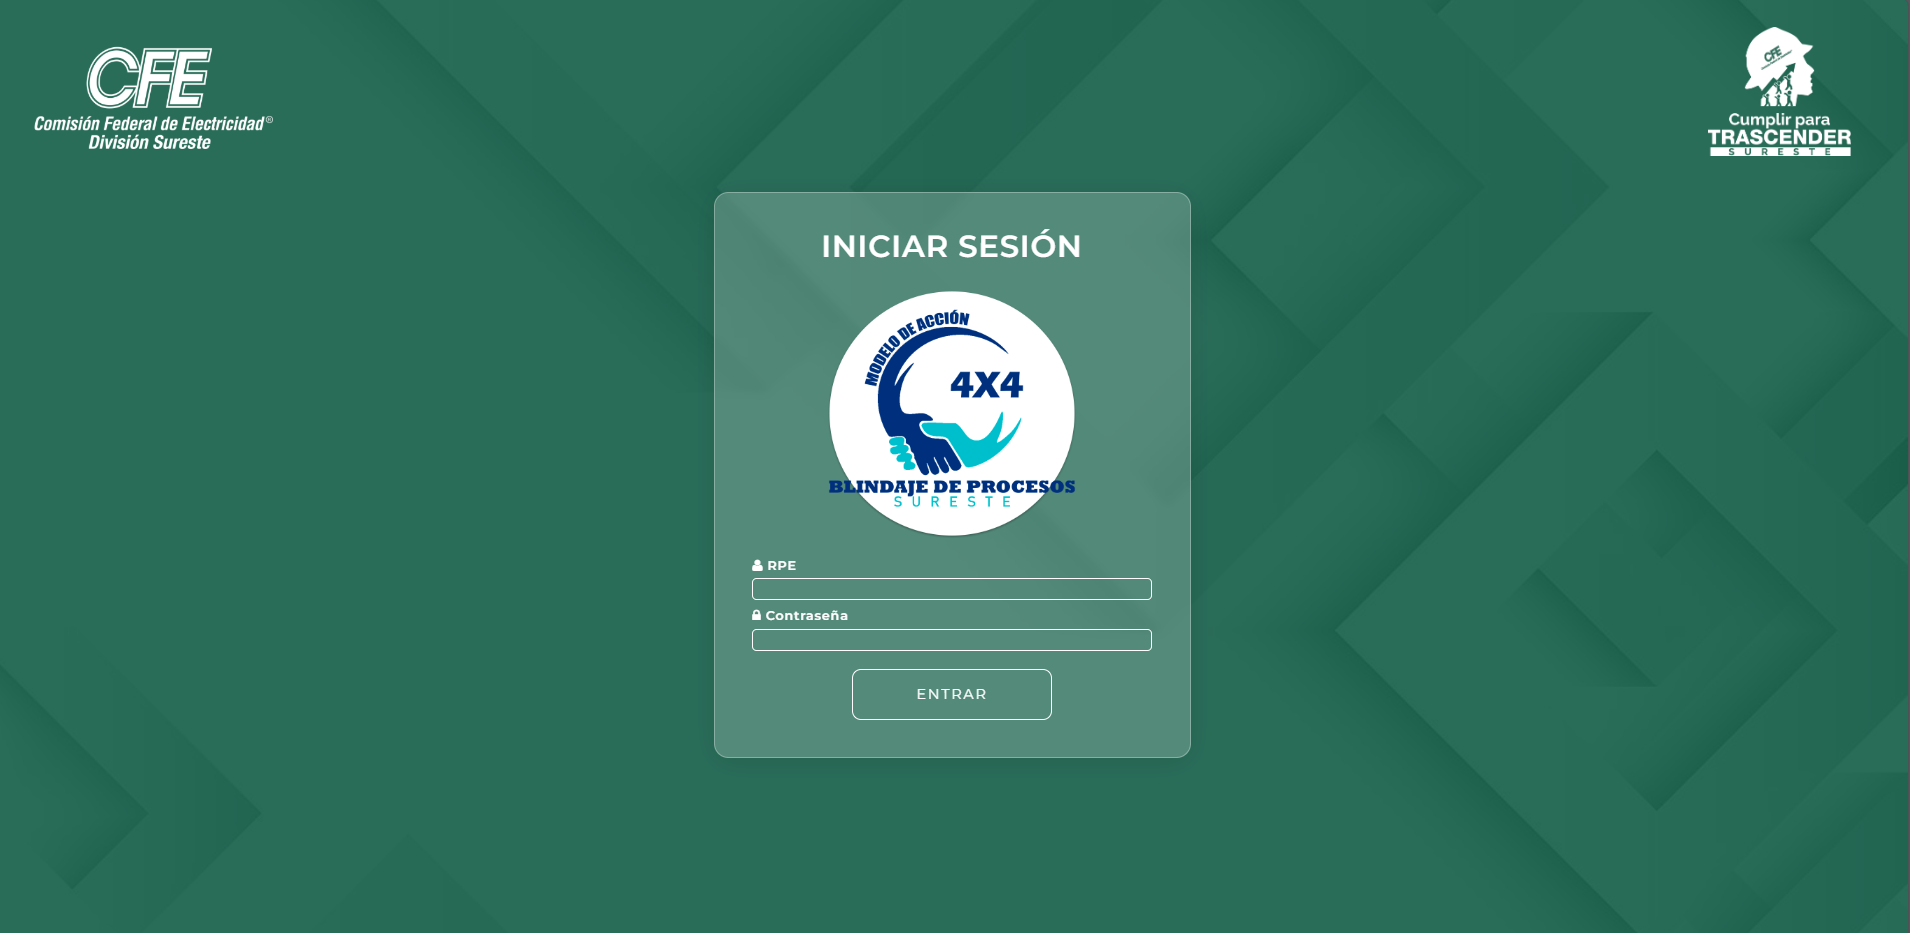 CFE
Comisión Federal de Electricidad®
División Sureste
CFE
Cumplir para
TRASCENDER
SURESTE
INICIAR SESIÓN
MODELO DE ACCIÓN
4X4
BLINDAJE DE PROCESOS
SURESTE
RPE
Contraseña
ENTRAR